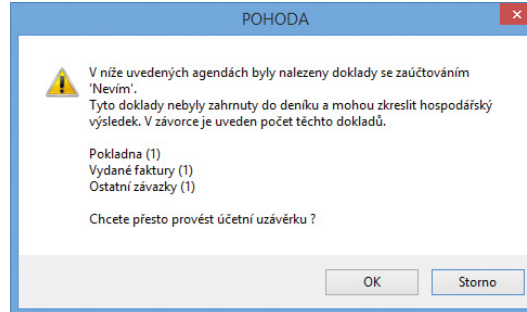 POHODA
V níže uvedených agendách byly nalezeny doklady se zaúčtováním
'Nevím'.
Tyto doklady nebyly zahrnuty do deníku a mohou zkreslit hospodářský
výsledek. V závorce je uveden počet těchto dokladů.
Pokladna (1)
Vydané faktury (1)
Ostatní závazky (1)
Chcete přesto provést účetní uzávěrku ?
OK
Storno